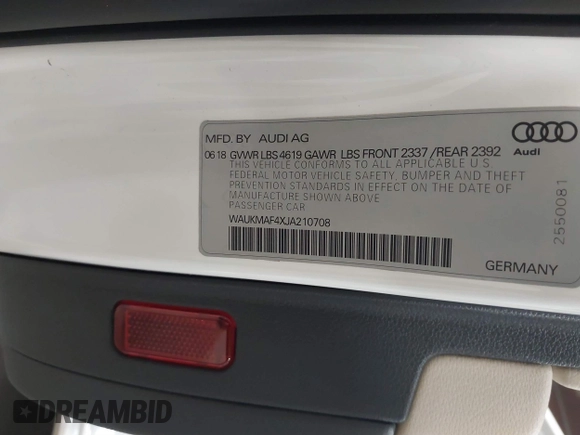 MFD. BY AUDI AG
06 18 GVWR LBS 4619 GAWR LBS FRONT 2337 /REAR 2392
THIS VEHICLE CONFORMS TO ALL APPLICABLE U.S.
FEDERAL MOTOR VEHICLE SAFETY, BUMPER AND THEFT
PREVENTION STANDARDS IN EFFECT ON THE DATE OF
MANUFACTURE SHOWN ABOVE
PASSENGER CAR
WAUKMAF4XJA210708
Audi
2550081
GERMANY
DREAMBID